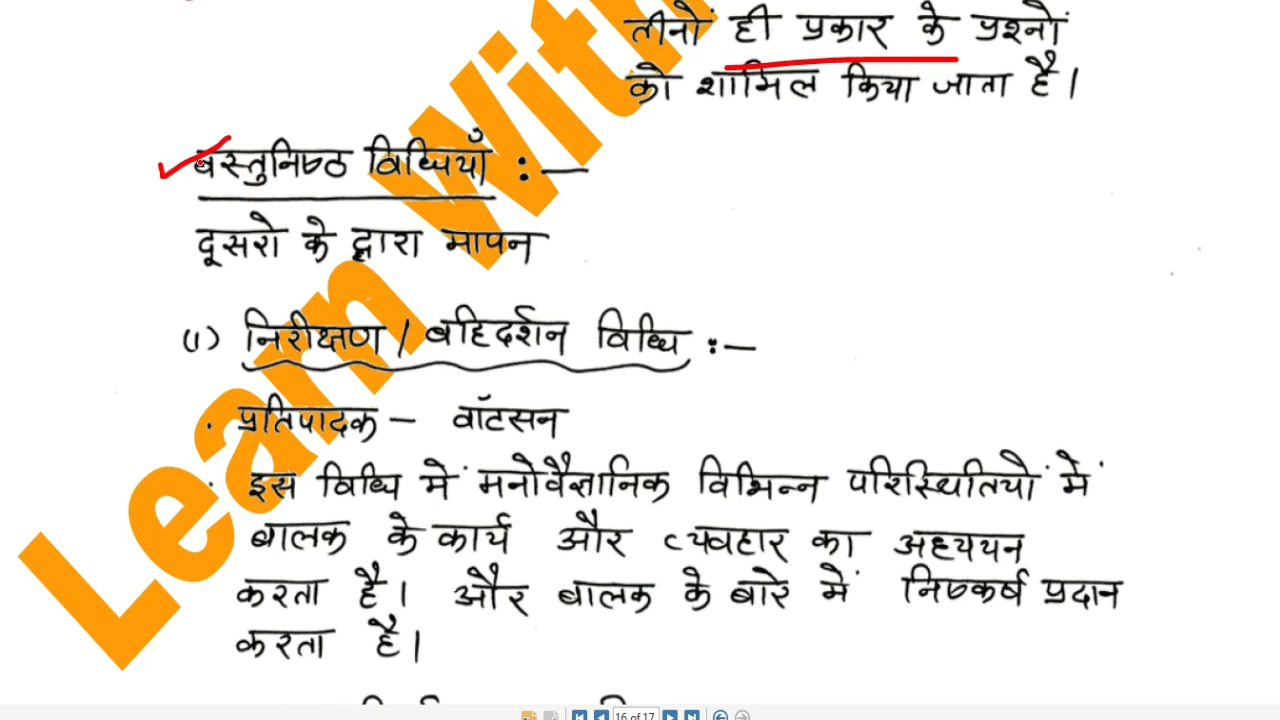 तीनों ही प्रकार के प्रश्नों
को शामिल किया जाता है।
वस्तुनिष्ठ विधियाँ :—
दूसरो के द्वारा मापन
(i) निरीक्षण / बहिदर्शन विधि :—
· प्रतिपादक — वॉटसन
· इस विधि में मनोवैज्ञानिक विभिन्न परिस्थितियों में
बालक के कार्य और व्यवहार का अध्ययन
करता है। और बालक के बारे में निष्कर्ष प्रदान
करता है।
Learn With
16 of 17